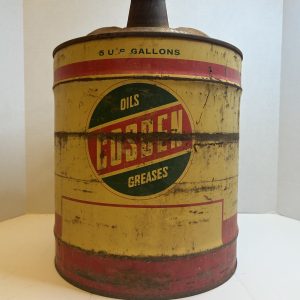 5 U.S. GALLONS
OILS
COSDEN
GREASES